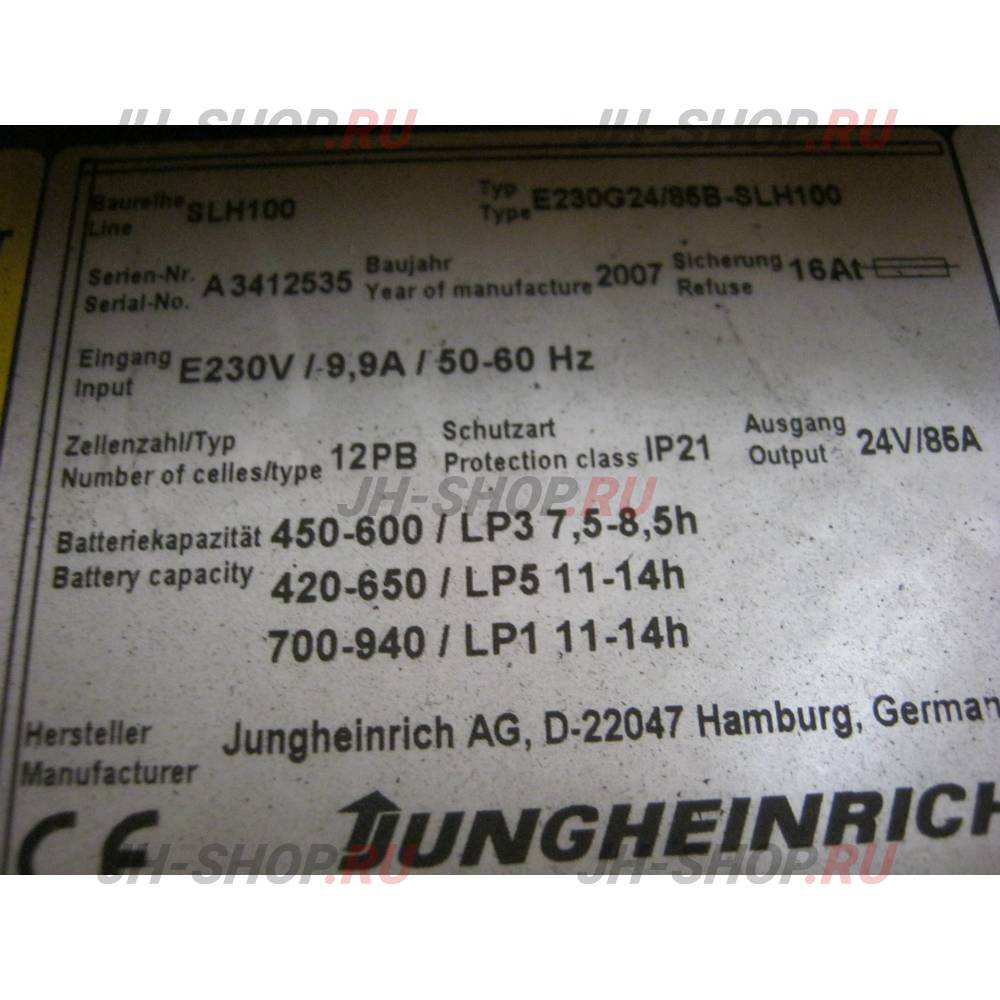 JH-SHOP.RU JH-SHOP.RU
Baureihe SLH100 Typ E230G24/85B-SLH100
Line Type
Serien-Nr. A 3412535 Baujahr 2007 Sicherung 16At
Serial-No. Year of manufacture Refuse
Eingang E230V / 9,9A / 50-60 Hz
Input
Zellenzahl/Typ 12PB Schutzart IP21 Ausgang 24V/85A
Number of celles/type Protection class Output
JH-SHOP.RU
Batteriekapazität 450-600 / LP3 7,5-8,5h
Battery capacity 420-650 / LP5 11-14h
700-940 / LP1 11-14h
Hersteller Jungheinrich AG, D-22047 Hamburg, German
Manufacturer
CE JUNGHEINRICH
JH-SHOP.RU JH-SHOP.RU